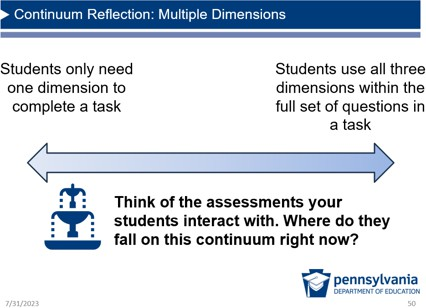 Continuum Reflection: Multiple Dimensions
Students only need
one dimension to
complete a task
Students use all three
dimensions within the
full set of questions in
a task
Think of the assessments your
students interact with. Where do they
fall on this continuum right now?
pennsylvania
DEPARTMENT OF EDUCATION
7/31/2023
50